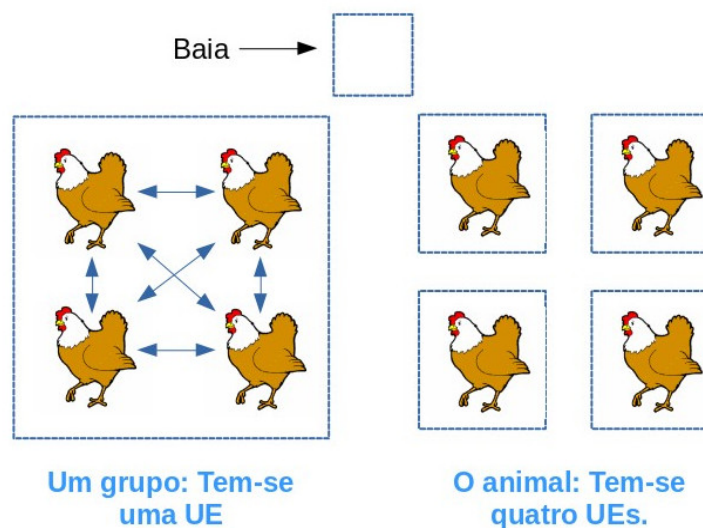 Baia
Um grupo: Tem-se
uma UE
O animal: Tem-se
quatro UEs.